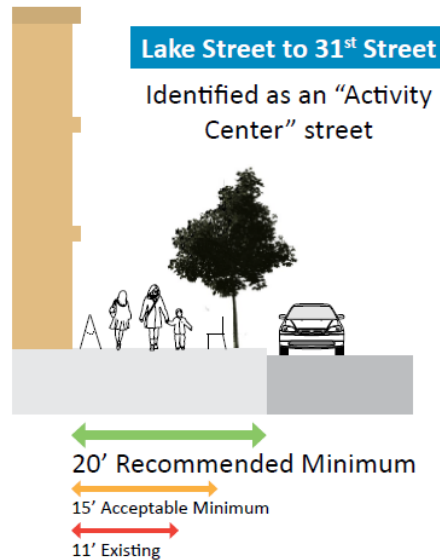 Lake Street to 31st Street
Identified as an “Activity
Center” street
20’ Recommended Minimum
15’ Acceptable Minimum
11’ Existing